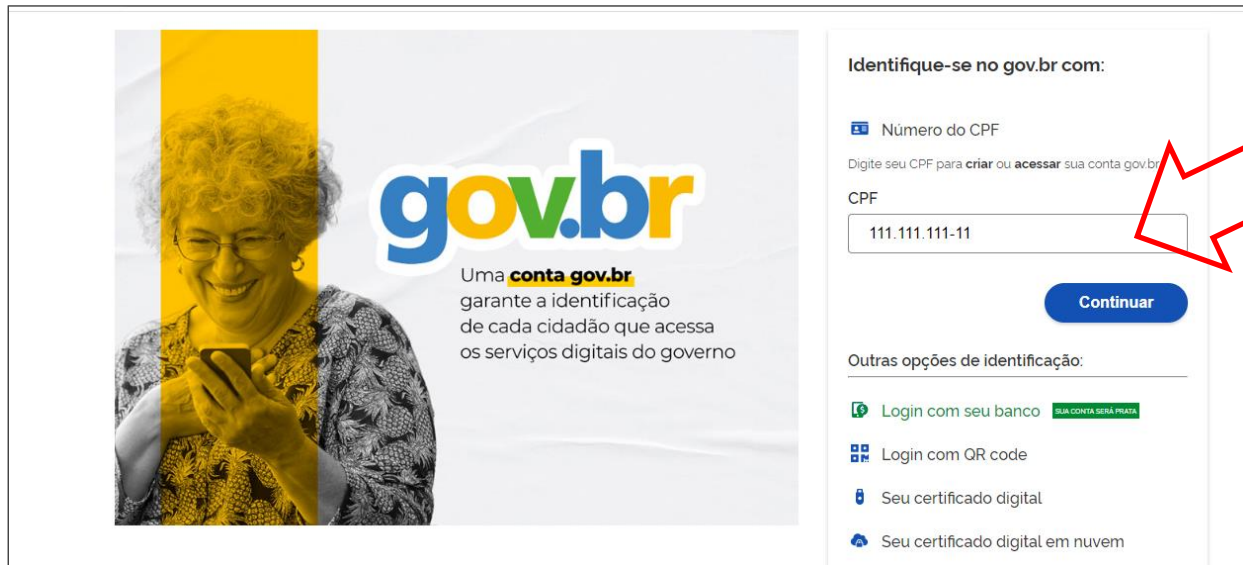 gov.br
Uma conta gov.br
garante a identificação
de cada cidadão que acessa
os serviços digitais do governo
Identifique-se no gov.br com:
Número do CPF
Digite seu CPF para criar ou acessar sua conta gov.br
CPF
111.111.111-11
Continuar
Outras opções de identificação:
Login com seu banco SUA CONTA SERÁ PRATA
Login com QR code
Seu certificado digital
Seu certificado digital em nuvem